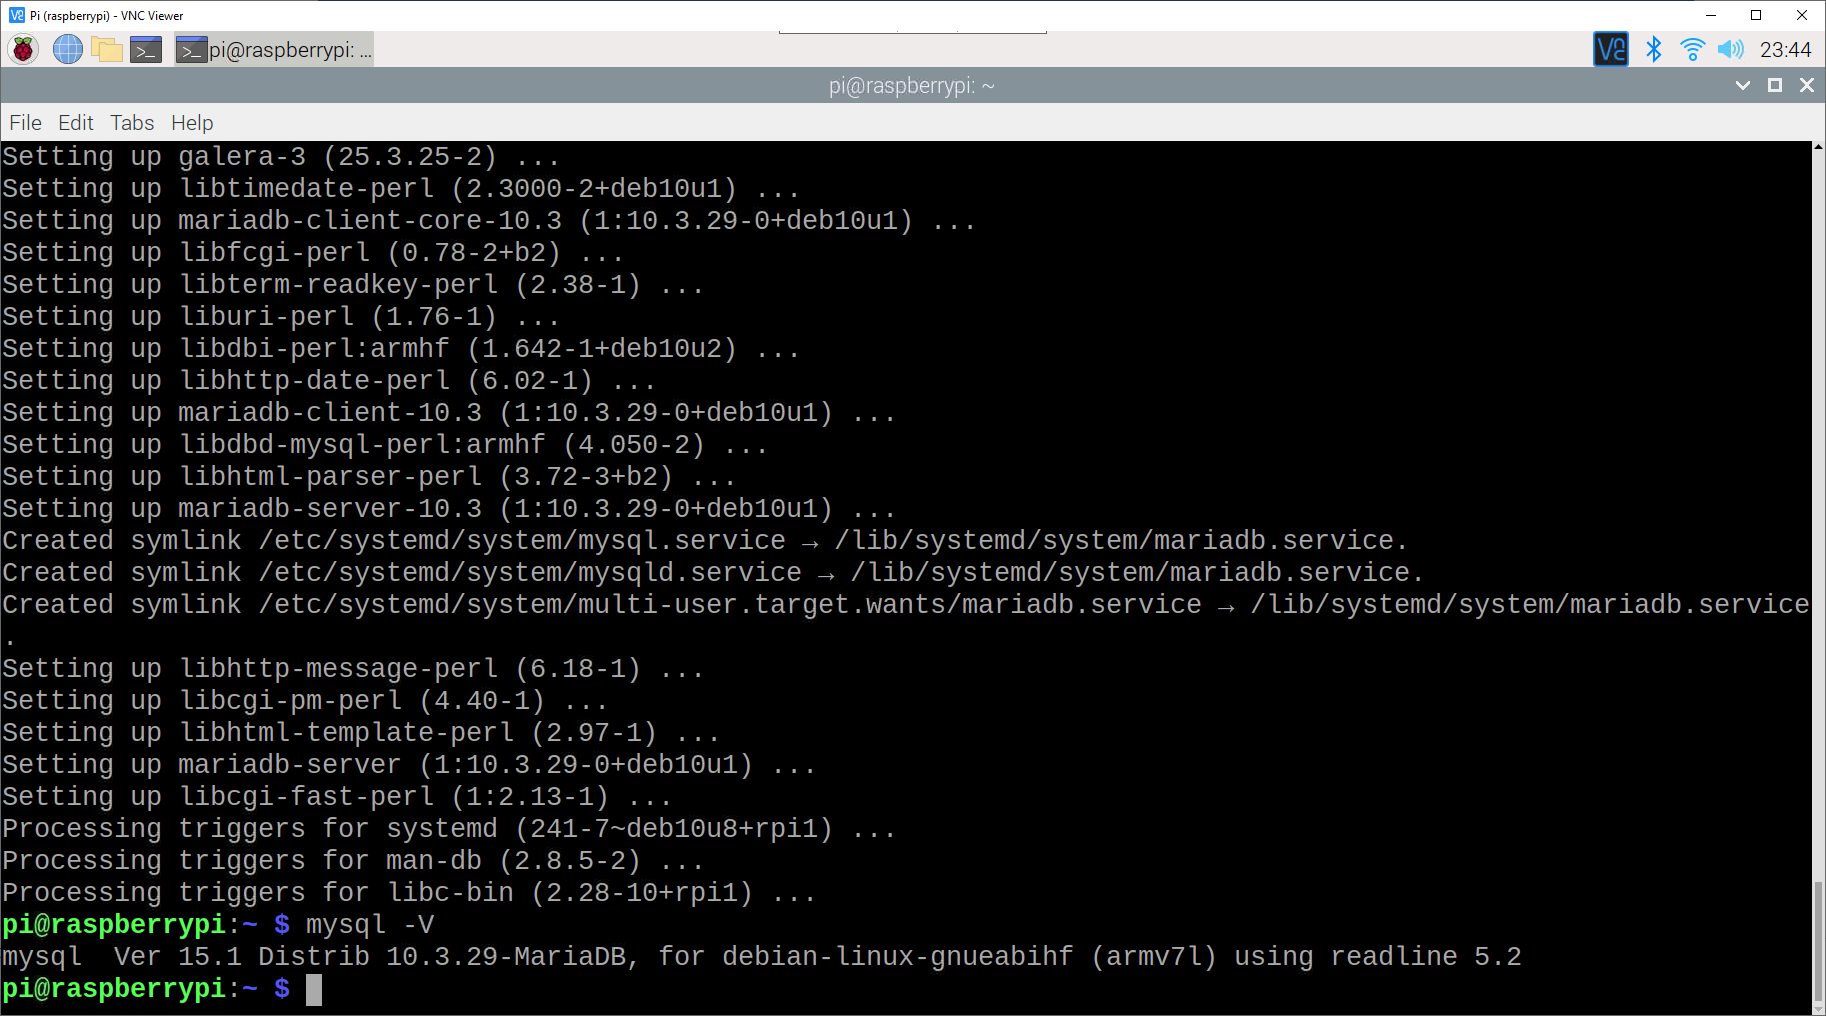 Pi (raspberrypi) - VNC Viewer
pi@raspberrypi: ...
23:44
pi@raspberrypi: ~
File Edit Tabs Help
Setting up galera-3 (25.3.25-2) ...
Setting up libtimedate-perl (2.3000-2+deb10u1) ...
Setting up mariadb-client-core-10.3 (1:10.3.29-0+deb10u1) ...
Setting up libfcgi-perl (0.78-2+b2) ...
Setting up libterm-readkey-perl (2.38-1) ...
Setting up liburi-perl (1.76-1) ...
Setting up libdbi-perl:armhf (1.642-1+deb10u2) ...
Setting up libhttp-date-perl (6.02-1) ...
Setting up mariadb-client-10.3 (1:10.3.29-0+deb10u1) ...
Setting up libdbd-mysql-perl:armhf (4.050-2) ...
Setting up libhtml-parser-perl (3.72-3+b2) ...
Setting up mariadb-server-10.3 (1:10.3.29-0+deb10u1) ...
Created symlink /etc/systemd/system/mysql.service → /lib/systemd/system/mariadb.service.
Created symlink /etc/systemd/system/mysqld.service → /lib/systemd/system/mariadb.service.
Created symlink /etc/systemd/system/multi-user.target.wants/mariadb.service → /lib/systemd/system/mariadb.service
.
Setting up libhttp-message-perl (6.18-1) ...
Setting up libcgi-pm-perl (4.40-1) ...
Setting up libhtml-template-perl (2.97-1) ...
Setting up mariadb-server (1:10.3.29-0+deb10u1) ...
Setting up libcgi-fast-perl (1:2.13-1) ...
Processing triggers for systemd (241-7~deb10u8+rpi1) ...
Processing triggers for man-db (2.8.5-2) ...
Processing triggers for libc-bin (2.28-10+rpi1) ...
pi@raspberrypi:~ $ mysql -V
mysql  Ver 15.1 Distrib 10.3.29-MariaDB, for debian-linux-gnueabihf (armv7l) using readline 5.2
pi@raspberrypi:~ $